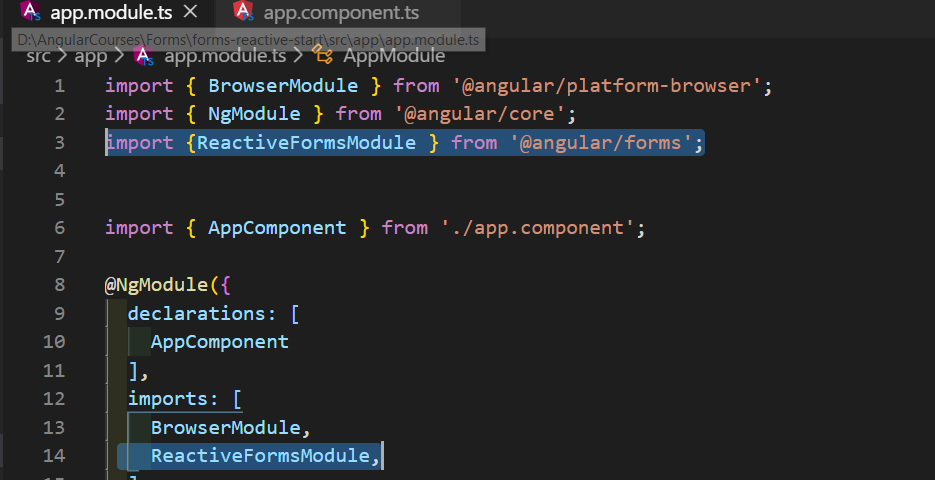 app.module.ts × app.component.ts
D:\AngularCourses\Forms\forms-reactive-start\src\app\app.module.ts
src > app > app.module.ts > AppModule
1 import { BrowserModule } from '@angular/platform-browser';
2 import { NgModule } from '@angular/core';
3 import {ReactiveFormsModule } from '@angular/forms';
4
5
6 import { AppComponent } from './app.component';
7
8 @NgModule({
9 declarations: [
10 AppComponent
11 ],
12 imports: [
13 BrowserModule,
14 ReactiveFormsModule,